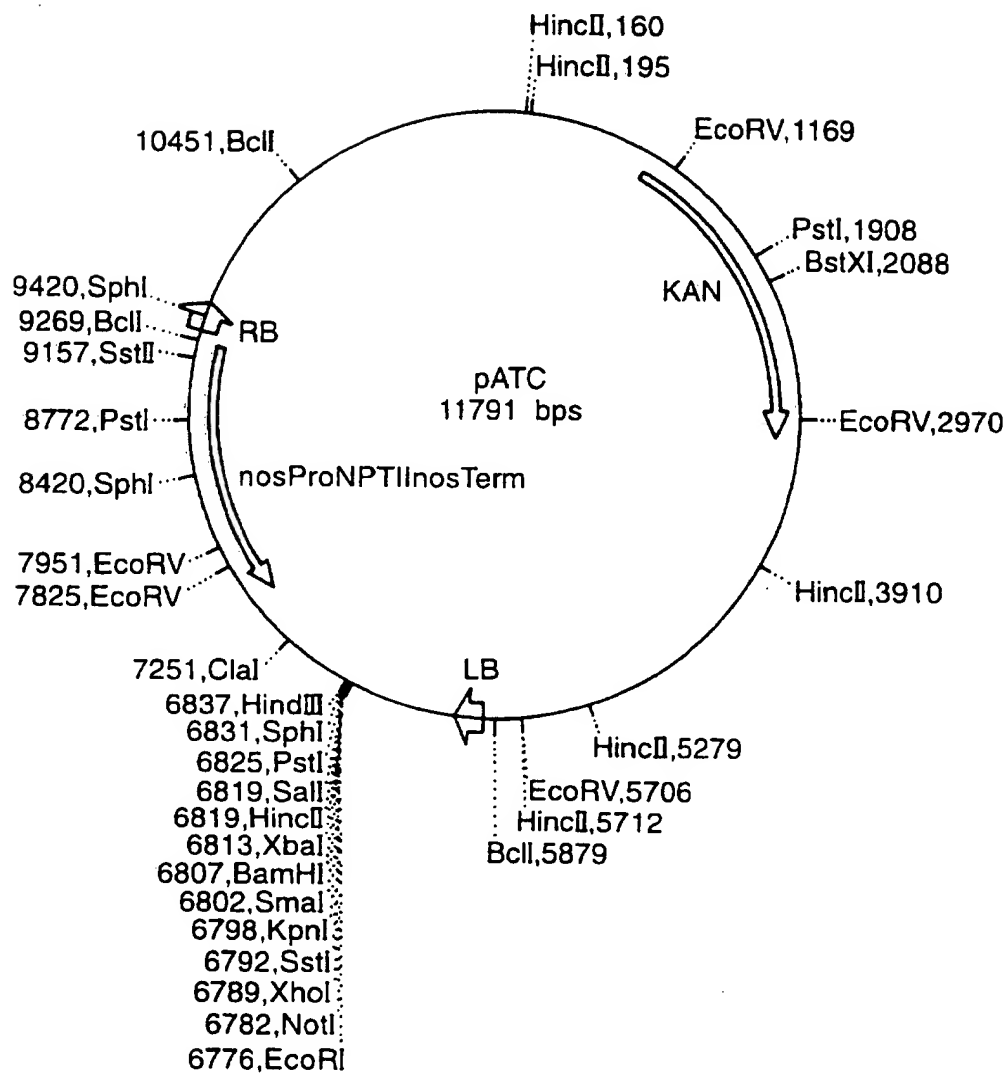 HincⅡ,160
HincⅡ,195
EcoRV,1169
PstI,1908
BstXI,2088
KAN
EcoRV,2970
HincⅡ,3910
HincⅡ,5279
EcoRV,5706
HincⅡ,5712
BclI,5879
LB
pATC
11791 bps
10451,BclI
9420,SphI
9269,BclI
9157,SstⅡ
RB
8772,PstI
8420,SphI
nosProNPTIInosTerm
7951,EcoRV
7825,EcoRV
7251,ClaI
6837,HindⅢ
6831,SphI
6825,PstI
6819,SalI
6819,HincⅡ
6813,XbaI
6807,BamHI
6802,SmaI
6798,KpnI
6792,SstI
6789,XhoI
6782,NotI
6776,EcoRI